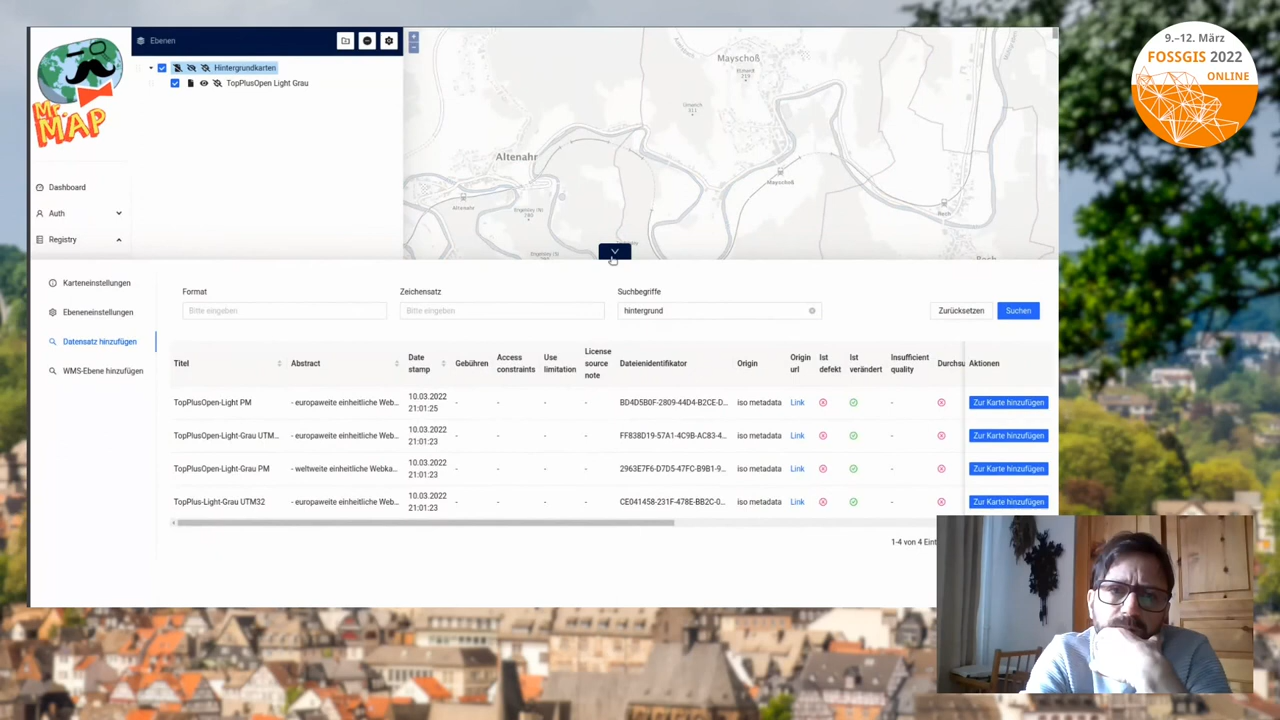 9.–12. März
FOSSGIS 2022
ONLINE
Mr.
MAP
Ebenen
Hintergrundkarten
TopPlusOpen Light Grau
Dashboard
Auth
Registry
Mayschoß
Altenahr
Altenahr
Mayschoß
Rech
Rech
Karteneinstellungen
Ebeneneinstellungen
Datensatz hinzufügen
WMS-Ebene hinzufügen
Format
Zeichensatz
Suchbegriffe
Bitte eingeben
Bitte eingeben
hintergrund
Zurücksetzen
Suchen
Titel
Abstract
Date stamp
Gebühren
Access constraints
Use limitation
License source note
Dateienidentifikator
Origin
Origin url
Ist defekt
Ist verändert
Insufficient quality
Durchsu
Aktionen
TopPlusOpen-Light PM - europaweite einheitliche Web... 10.03.2022 21:01:25 - - - - BD4D5B0F-2809-44D4-B2CE-D... iso metadata Link - Zur Karte hinzufügen
TopPlusOpen-Light-Grau UTM... - europaweite einheitliche Web... 10.03.2022 21:01:23 - - - - FF838D19-57A1-4C9B-AC83-4... iso metadata Link - Zur Karte hinzufügen
TopPlusOpen-Light-Grau PM - weltweite einheitliche Webka... 10.03.2022 21:01:23 - - - - 2963E7F6-D7D5-47FC-B9B1-9... iso metadata Link - Zur Karte hinzufügen
TopPlus-Light-Grau UTM32 - europaweite einheitliche Web... 10.03.2022 21:01:23 - - - - CE041458-231F-478E-BB2C-0... iso metadata Link - Zur Karte hinzufügen
1-4 von 4 Eint